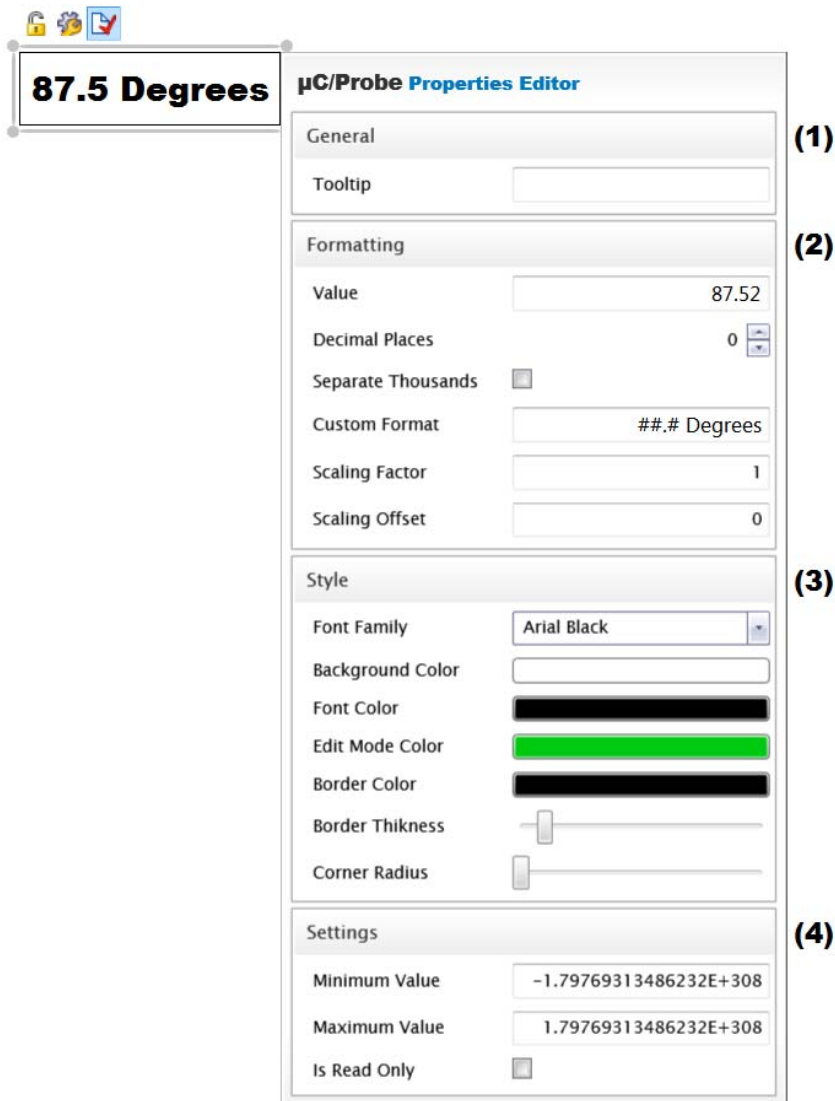 87.5 Degrees
µC/Probe Properties Editor
General
(1)
Tooltip
Formatting
(2)
Value 87.52
Decimal Places 0
Separate Thousands
Custom Format ##.# Degrees
Scaling Factor 1
Scaling Offset 0
Style
(3)
Font Family Arial Black
Background Color
Font Color
Edit Mode Color
Border Color
Border Thikness
Corner Radius
Settings
(4)
Minimum Value -1.79769313486232E+308
Maximum Value 1.79769313486232E+308
Is Read Only